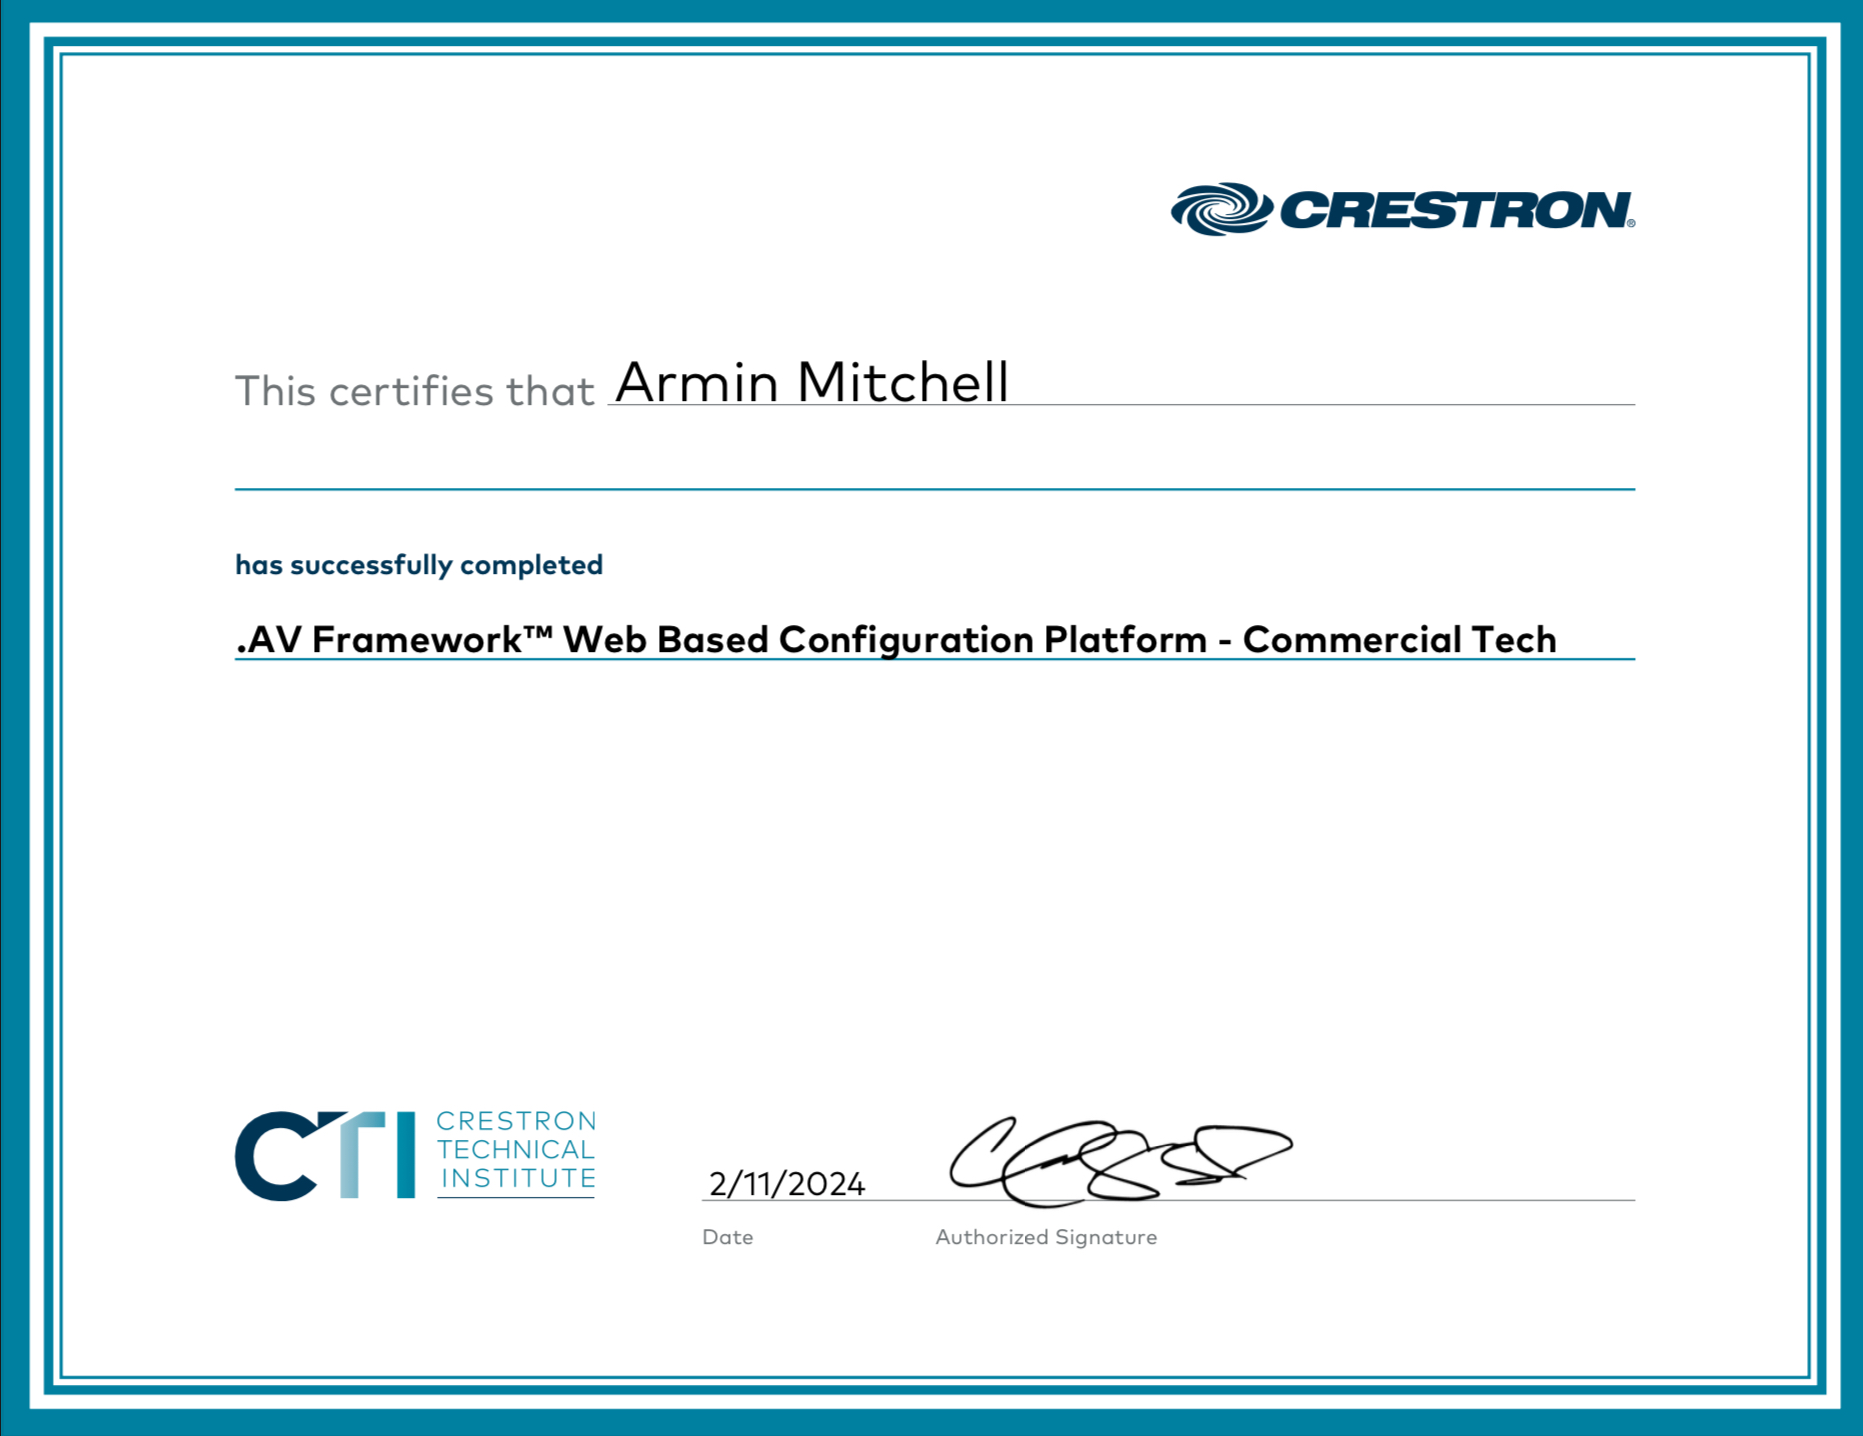 CRESTRON®
This certifies that Armin Mitchell
has successfully completed
.AV Framework™ Web Based Configuration Platform - Commercial Tech
CTI
CRESTRON
TECHNICAL
INSTITUTE
2/11/2024
Date
Authorized Signature